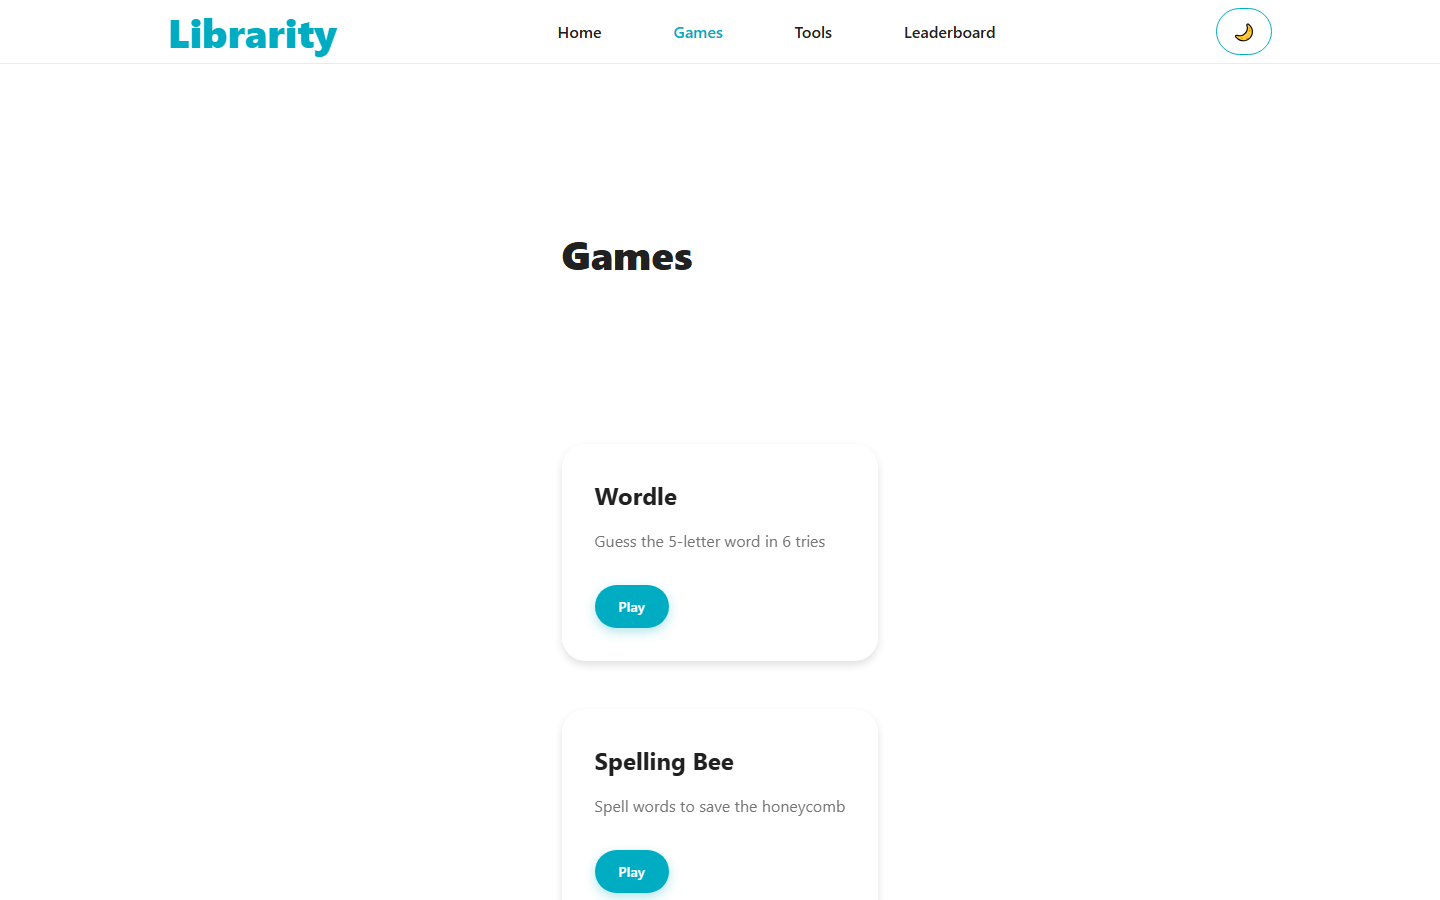 Librarity
Home Games Tools Leaderboard
Games
Wordle
Guess the 5-letter word in 6 tries
Play
Spelling Bee
Spell words to save the honeycomb
Play